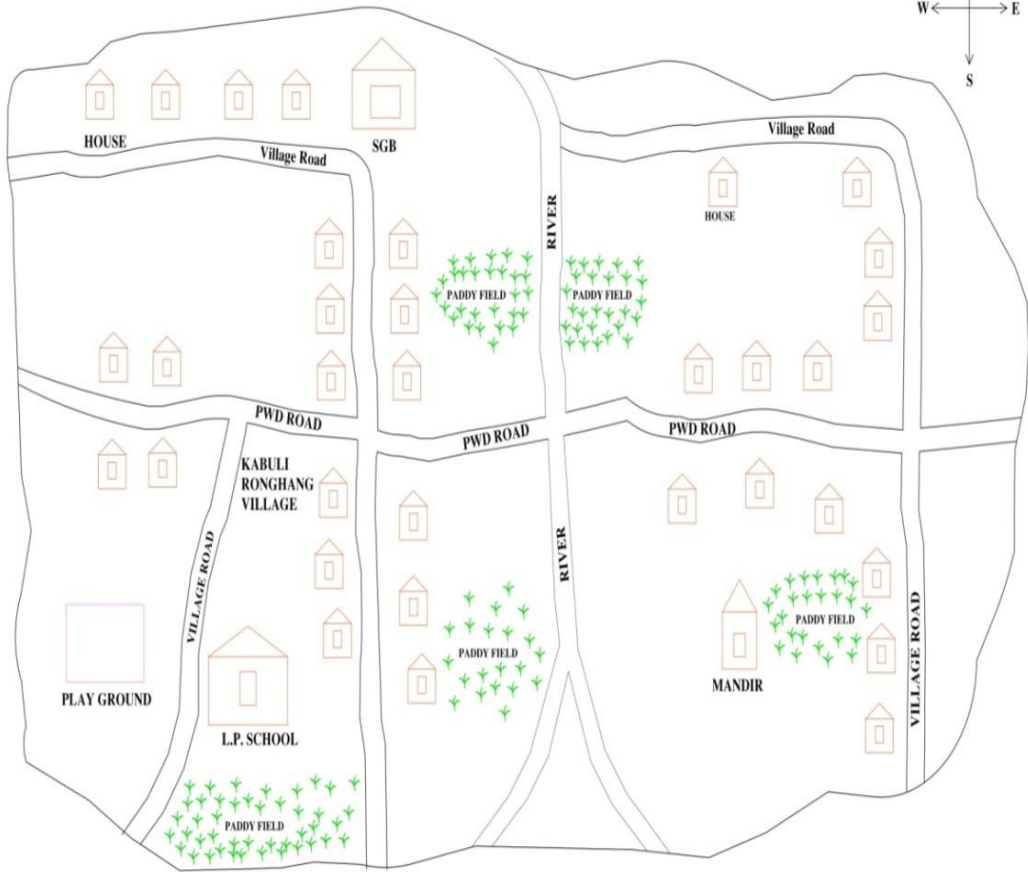 W E
S
HOUSE
SGB
Village Road
Village Road
HOUSE
RIVER
PADDY FIELD
PADDY FIELD
PWD ROAD
PWD ROAD
PWD ROAD
KABULI
RONGHANG
VILLAGE
VILLAGE ROAD
RIVER
PADDY FIELD
PADDY FIELD
VILLAGE ROAD
PLAY GROUND
L.P. SCHOOL
MANDIR
PADDY FIELD